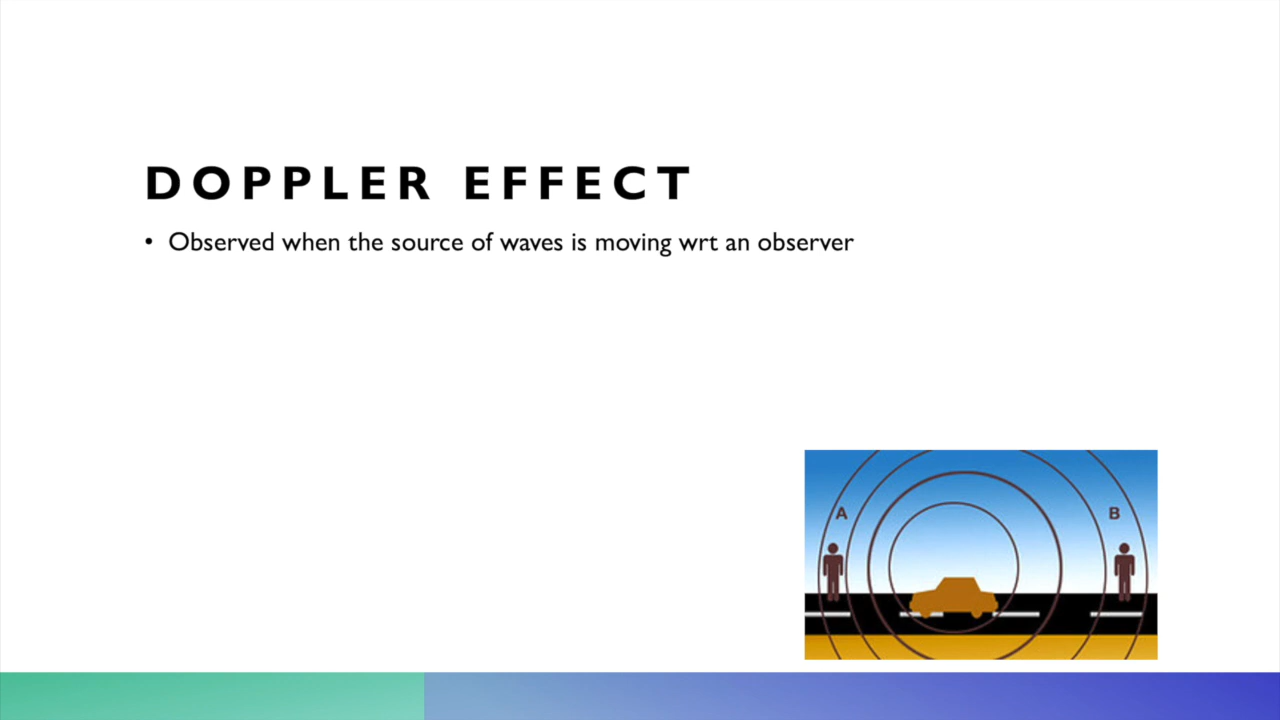 DOPPLER EFFECT
• Observed when the source of waves is moving wrt an observer
A
B